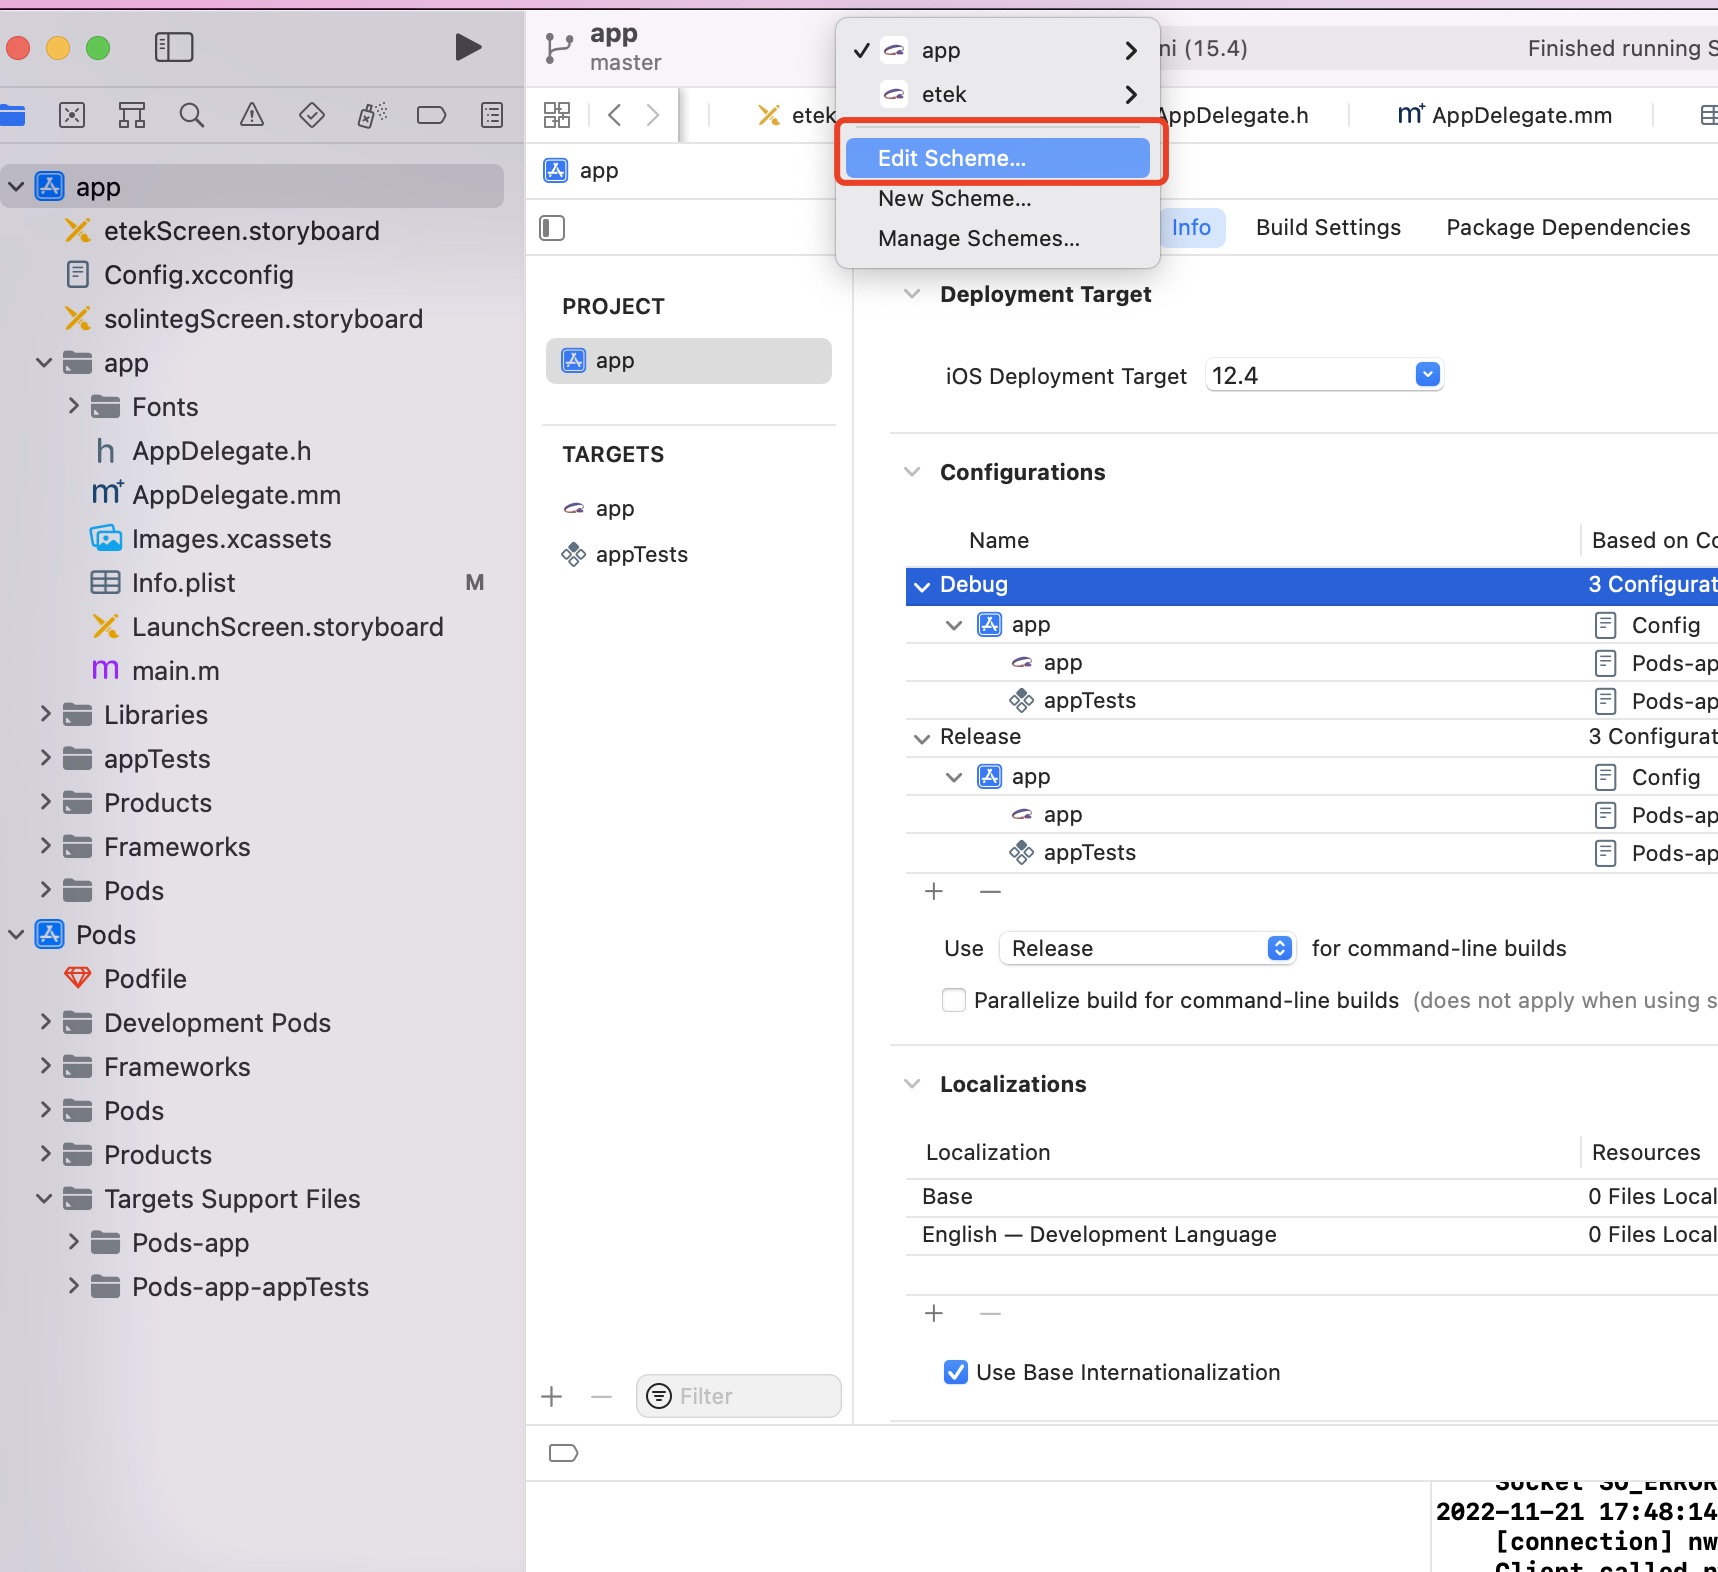 app
master
app
etek
Edit Scheme...
New Scheme...
Manage Schemes...
ni (15.4)
Finished running S
etek
AppDelegate.h
AppDelegate.mm
app
Info
Build Settings
Package Dependencies
app
etekScreen.storyboard
Config.xcconfig
solintegScreen.storyboard
app
Fonts
AppDelegate.h
AppDelegate.mm
Images.xcassets
Info.plist M
LaunchScreen.storyboard
main.m
Libraries
appTests
Products
Frameworks
Pods
Pods
Podfile
Development Pods
Frameworks
Pods
Products
Targets Support Files
Pods-app
Pods-app-appTests
PROJECT
app
TARGETS
app
appTests
Filter
Deployment Target
iOS Deployment Target 12.4
Configurations
Name Based on Co
Debug 3 Configurat
app Config
app Pods-ap
appTests Pods-ap
Release 3 Configurat
app Config
app Pods-ap
appTests Pods-ap
Use Release for command-line builds
Parallelize build for command-line builds (does not apply when using s
Localizations
Localization Resources
Base 0 Files Local
English — Development Language 0 Files Local
Use Base Internationalization
Socket SO_ERROR
2022-11-21 17:48:14
[connection] nw
Client called